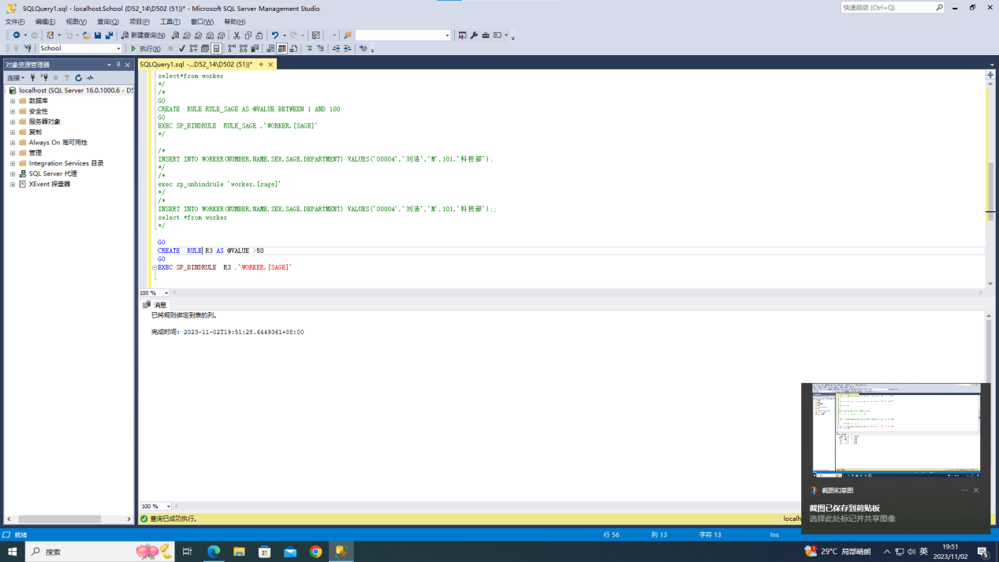 SQLQuery1.sql - localhost.School (D52_14\D502 (51))* - Microsoft SQL Server Management Studio
快速启动 (Ctrl+Q)
文件(F) 编辑(E) 视图(V) 查询(Q) 项目(P) 工具(T) 窗口(W) 帮助(H)
新建查询(N)
School
执行(X)
对象资源管理器
连接
localhost (SQL Server 16.0.1000.6 - D5
数据库
安全性
服务器对象
复制
Always On 高可用性
管理
Integration Services 目录
SQL Server 代理
XEvent 探查器
SQLQuery1.sql -...D52_14\D502 (51))*
select*from worker
*/
/*
GO
CREATE  RULE RULE_SAGE AS @VALUE BETWEEN 1 AND 100
GO
EXEC SP_BINDRULE  RULE_SAGE ,'WORKER.[SAGE]'
*/
/*
INSERT INTO WORKER(NUMBER,NAME,SEX,SAGE,DEPARTMENT) VALUES('00004','刘浩','M',101,'科技部');
*/
/*
exec sp_unbindrule 'worker.[sage]'
*/
/*
INSERT INTO WORKER(NUMBER,NAME,SEX,SAGE,DEPARTMENT) VALUES('00004','刘浩','M',101,'科技部');;
select *from worker
*/
GO
CREATE  RULE R3 AS @VALUE >50
GO
EXEC SP_BINDRULE  R3 ,'WORKER.[SAGE]'
100 %
消息
已将规则绑定到表的列。
完成时间: 2023-11-02T19:51:28.6449361+08:00
100 %
查询已成功执行。
localh
截图和草图
截图已保存到剪贴板
选择此处标记并共享图像
就绪
行 56
列 13
字符 13
Ins
搜索
29°C 局部晴朗
英
19:51
2023/11/02
5